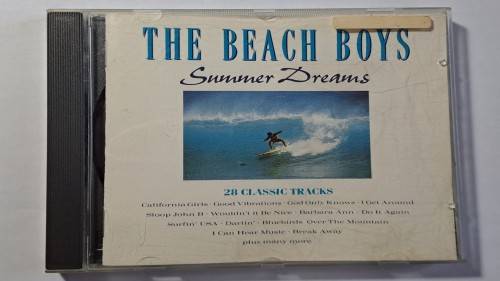 THE BEACH BOYS
Summer Dreams
28 CLASSIC TRACKS
California Girls · Good Vibrations · God Only Knows · I Get Around
Sloop John B · Wouldn't it Be Nice · Barbara Ann · Do It Again
Surfin' USA · Darlin' · Bluebirds Over The Mountain
I Can Hear Music · Break Away
plus many more